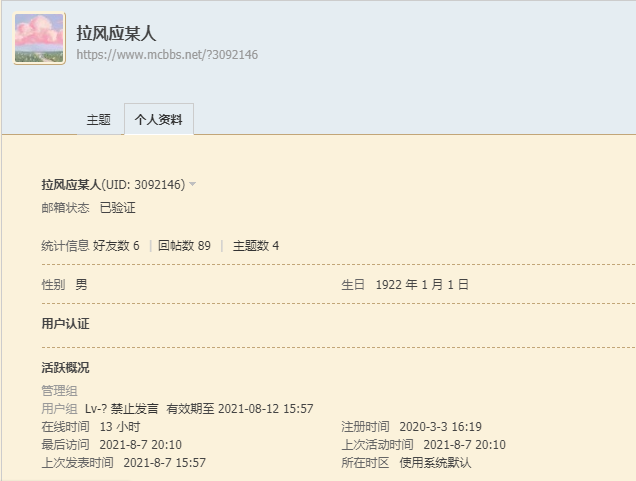 拉风应某人
https://www.mcbbs.net/?3092146
主题 个人资料
拉风应某人(UID: 3092146)
邮箱状态 已验证
统计信息 好友数 6 | 回帖数 89 | 主题数 4
性别 男 生日 1922 年 1 月 1 日
用户认证
活跃概况
管理组
用户组 Lv-? 禁止发言 有效期至 2021-08-12 15:57
在线时间 13 小时 注册时间 2020-3-3 16:19
最后访问 2021-8-7 20:10 上次活动时间 2021-8-7 20:10
上次发表时间 2021-8-7 15:57 所在时区 使用系统默认